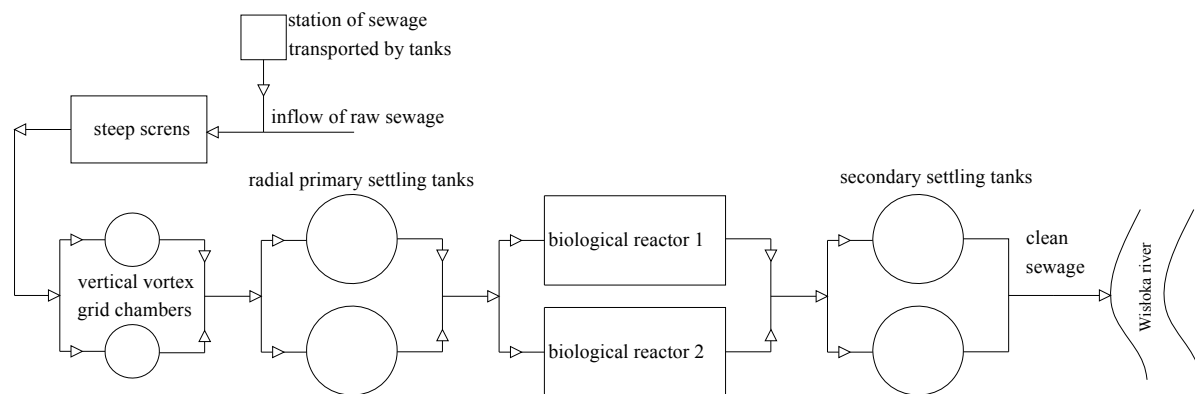 station of sewage
transported by tanks
inflow of raw sewage
steep screns
radial primary settling tanks
secondary settling tanks
vertical vortex
grid chambers
biological reactor 1
biological reactor 2
clean
sewage
Wisłoka river